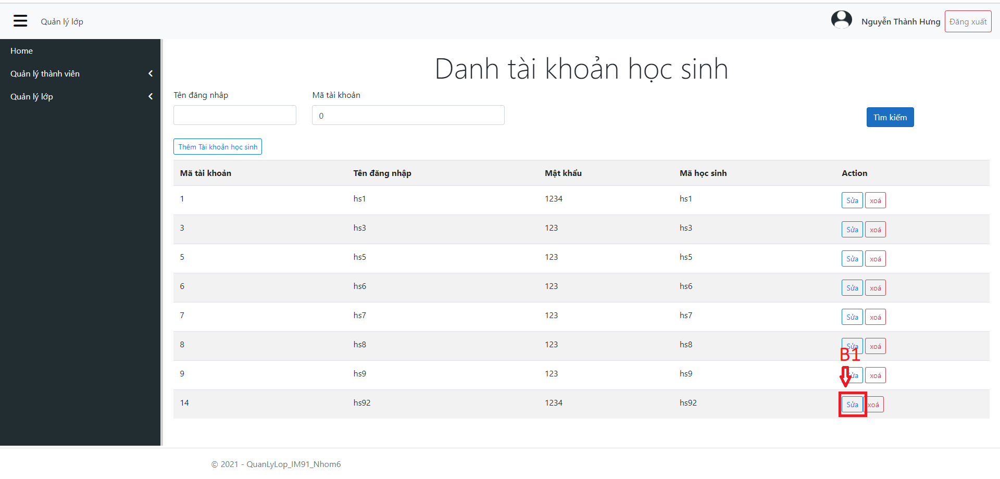 Quản lý lớp
Nguyễn Thành Hưng
Đăng xuất
Home
Quản lý thành viên
Quản lý lớp
Danh tài khoản học sinh
Tên đăng nhâp
Mã tài khoản
0
Tìm kiếm
Thêm Tài khoản học sinh
Mã tài khoản Tên đăng nhập Mật khẩu Mã học sinh Action
1 hs1 1234 hs1 Sửa xoá
3 hs3 123 hs3 Sửa xoá
5 hs5 123 hs5 Sửa xoá
6 hs6 123 hs6 Sửa xoá
7 hs7 123 hs7 Sửa xoá
8 hs8 123 hs8 Sửa xoá
B1
9 hs9 123 hs9 Sửa xoá
14 hs92 1234 hs92 Sửa xoá
© 2021 - QuanLyLop_IM91_Nhom6